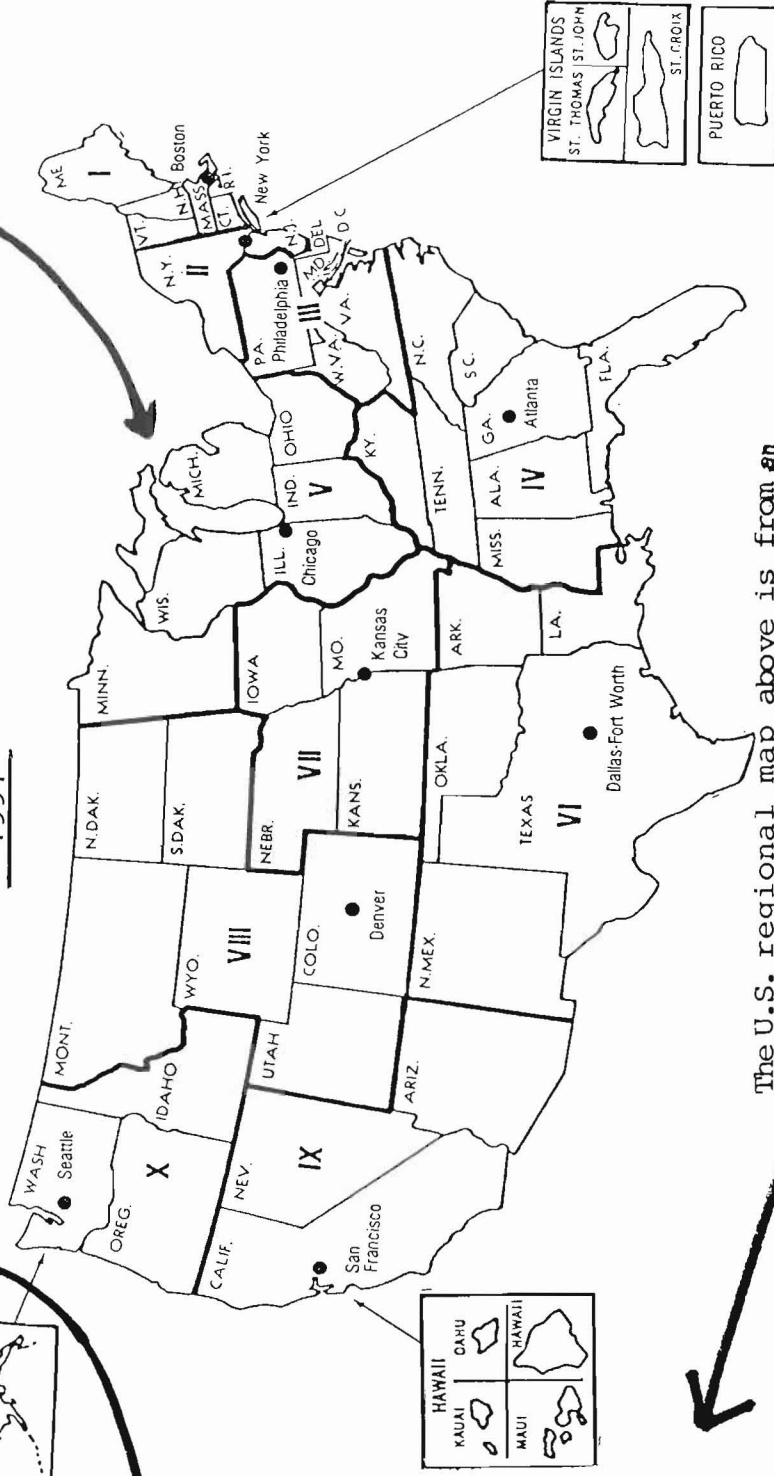 1991
WASH
Seattle
OREG.
X
IDAHO
MONT.
WYO.
VIII
N.DAK.
S.DAK.
NEBR.
VII
KANS.
CALIF.
San
Francisco
NEV.
IX
UTAH
COLO.
Denver
ARIZ.
N.MEX.
TEXAS
VI
Dallas-Fort Worth
OKLA.
ARK.
LA.
MINN.
IOWA
MO.
Kansas
City
WIS.
MICH.
ILL.
Chicago
IND.
V
OHIO
KY.
TENN.
MISS.
ALA.
IV
GA.
Atlanta
FLA.
S.C.
N.C.
VA.
W.VA.
III
PA.
Philadelphia
MD.
DEL
D.C
N.J.
N.Y.
II
New York
VT.
N.H.
MASS
CT.
R.I.
Boston
ME
I
HAWAII
KAUAI
OAHU
MAUI
HAWAII
VIRGIN ISLANDS
ST. THOMAS
ST. JOHN
ST. CROIX
PUERTO RICO
The U.S. regional map above is from an